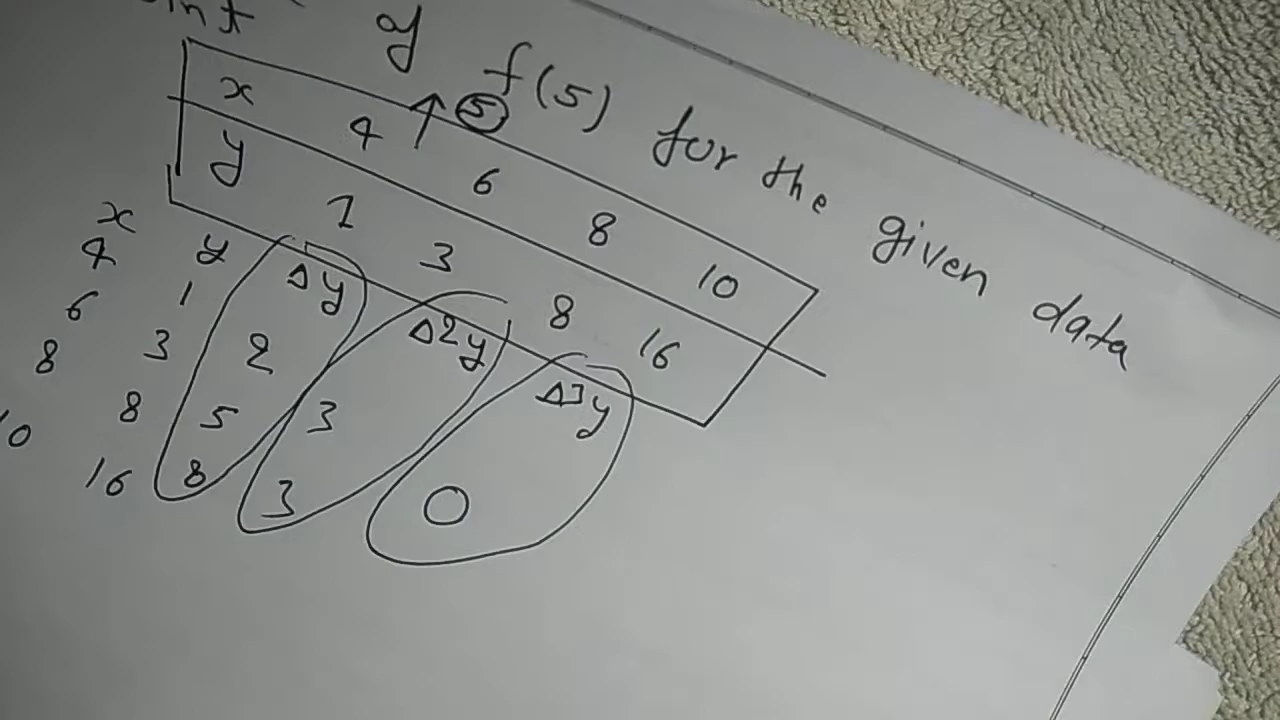 y f(5) for the given data
x 4 ↑ 5 6 8 10
y 1 3 8 16
x y Δy Δ2y Δ3y
4 1
6 3 2
8 8 5 3
10 16 8 3 0